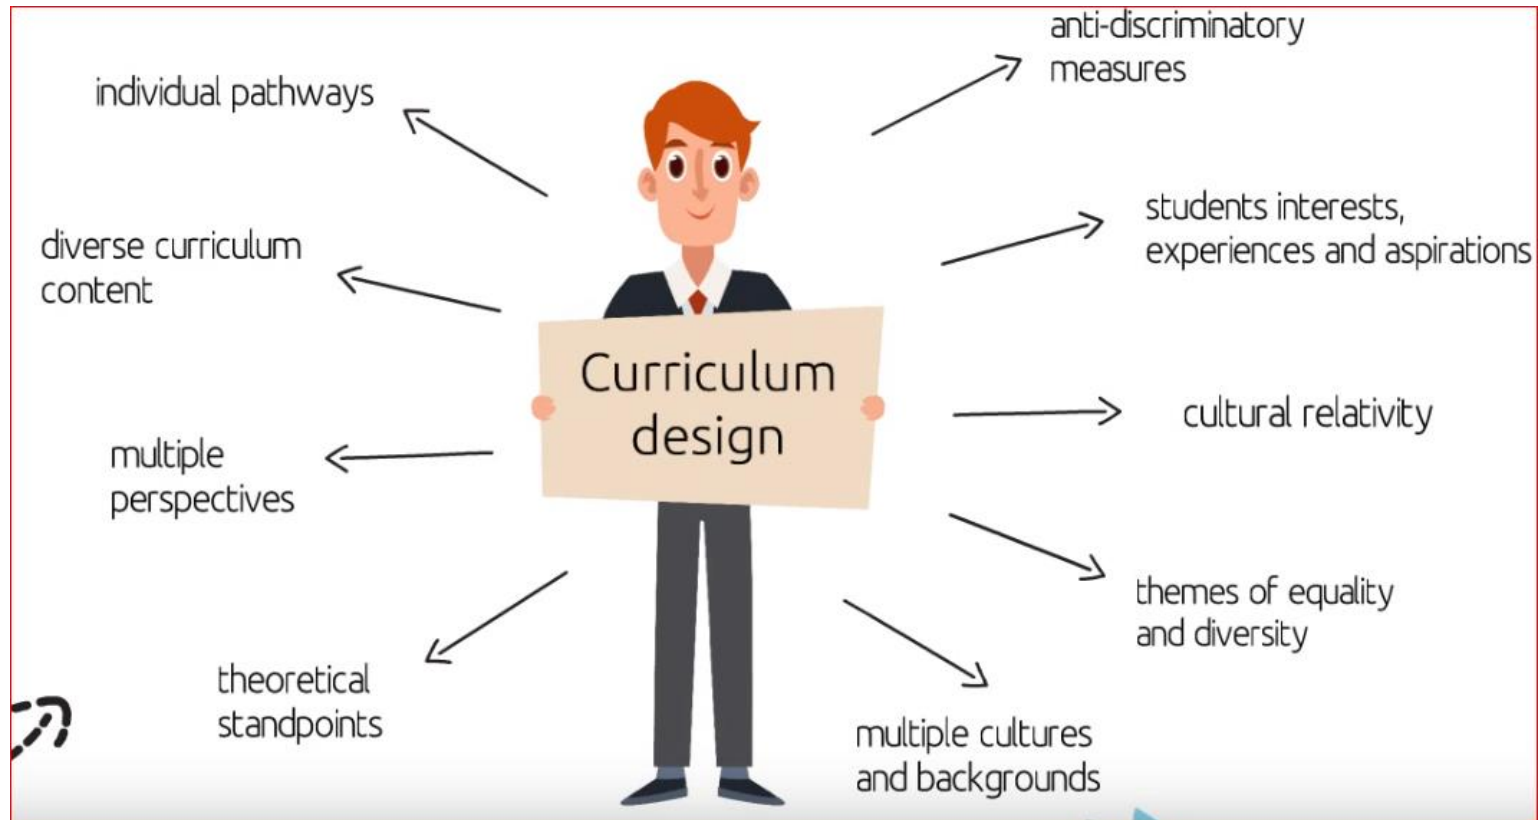 anti-discriminatory
measures
individual pathways
students interests,
experiences and aspirations
diverse curriculum
content
Curriculum
design
cultural relativity
multiple
perspectives
themes of equality
and diversity
theoretical
standpoints
multiple cultures
and backgrounds